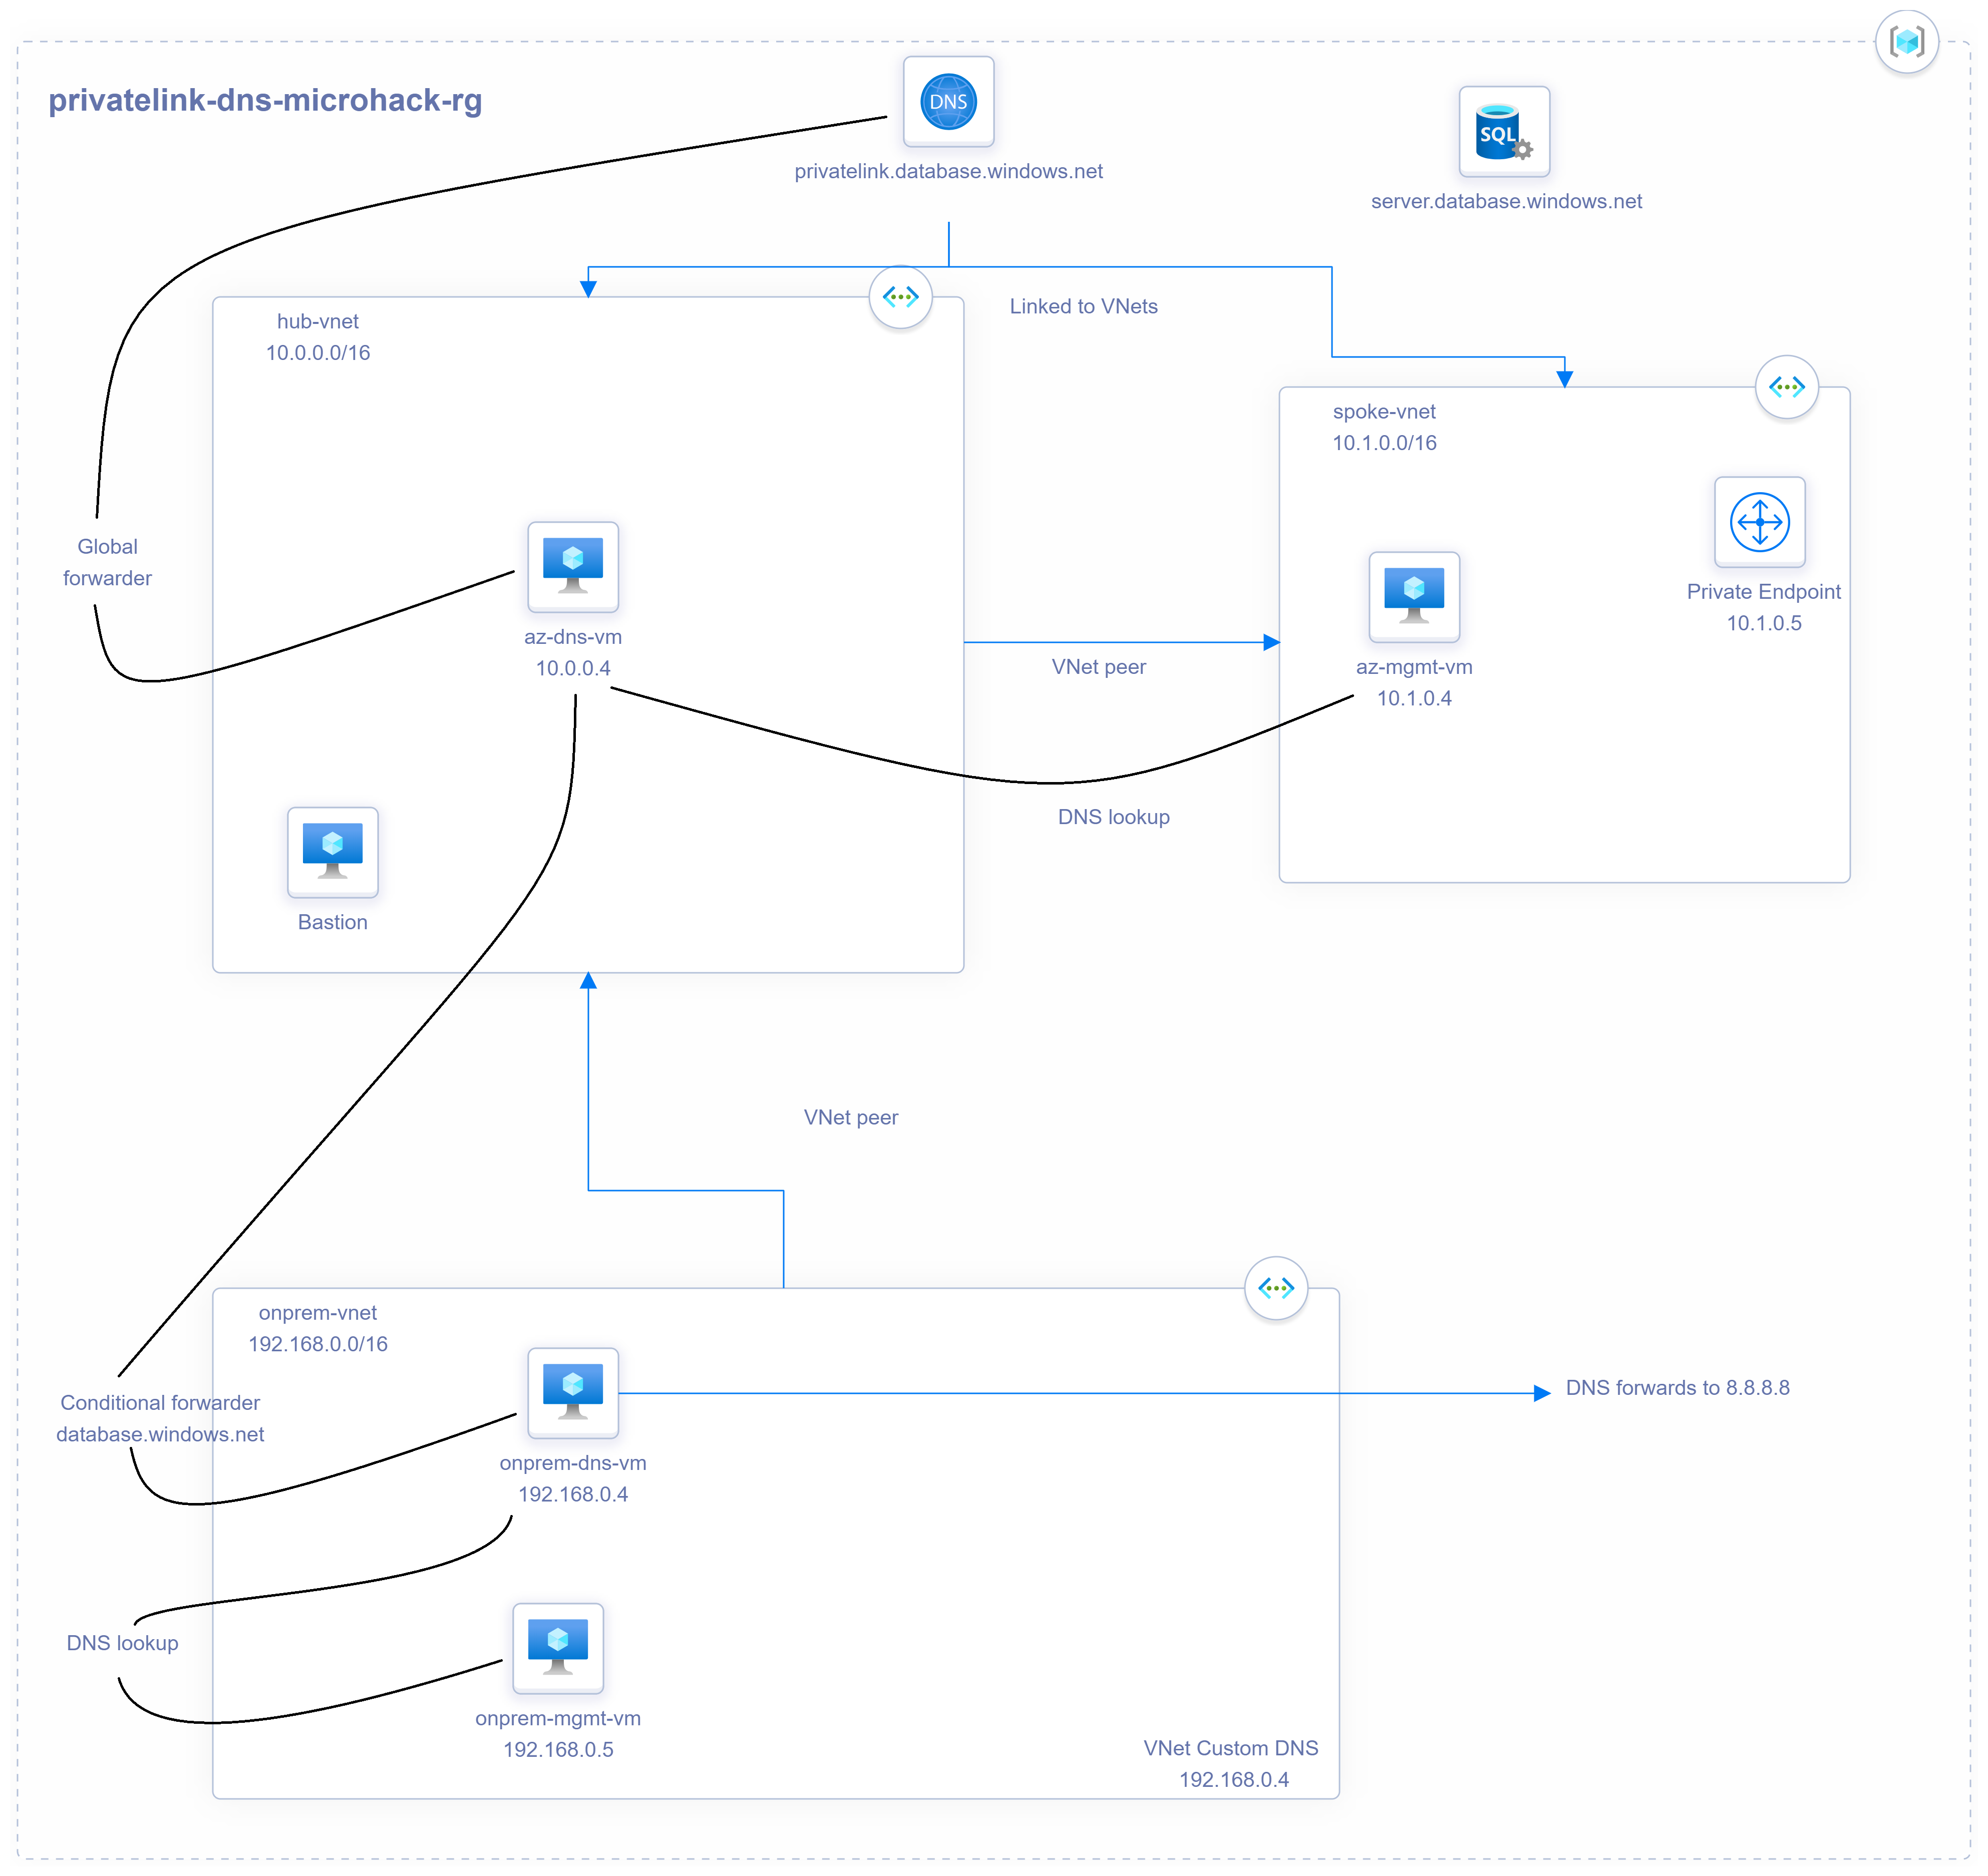 privatelink-dns-microhack-rg
DNS
privatelink.database.windows.net
SQL
server.database.windows.net
Linked to VNets
hub-vnet
10.0.0.0/16
spoke-vnet
10.1.0.0/16
Global
forwarder
az-dns-vm
10.0.0.4
VNet peer
az-mgmt-vm
10.1.0.4
Private Endpoint
10.1.0.5
DNS lookup
Bastion
VNet peer
onprem-vnet
192.168.0.0/16
Conditional forwarder
database.windows.net
onprem-dns-vm
192.168.0.4
DNS forwards to 8.8.8.8
DNS lookup
onprem-mgmt-vm
192.168.0.5
VNet Custom DNS
192.168.0.4